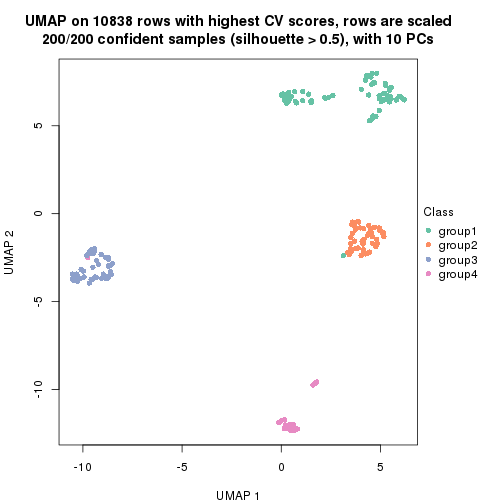 UMAP on 10838 rows with highest CV scores, rows are scaled
200/200 confident samples (silhouette > 0.5), with 10 PCs
5
0
-5
-10
UMAP 2
-10
-5
0
5
UMAP 1
Class
group1
group2
group3
group4